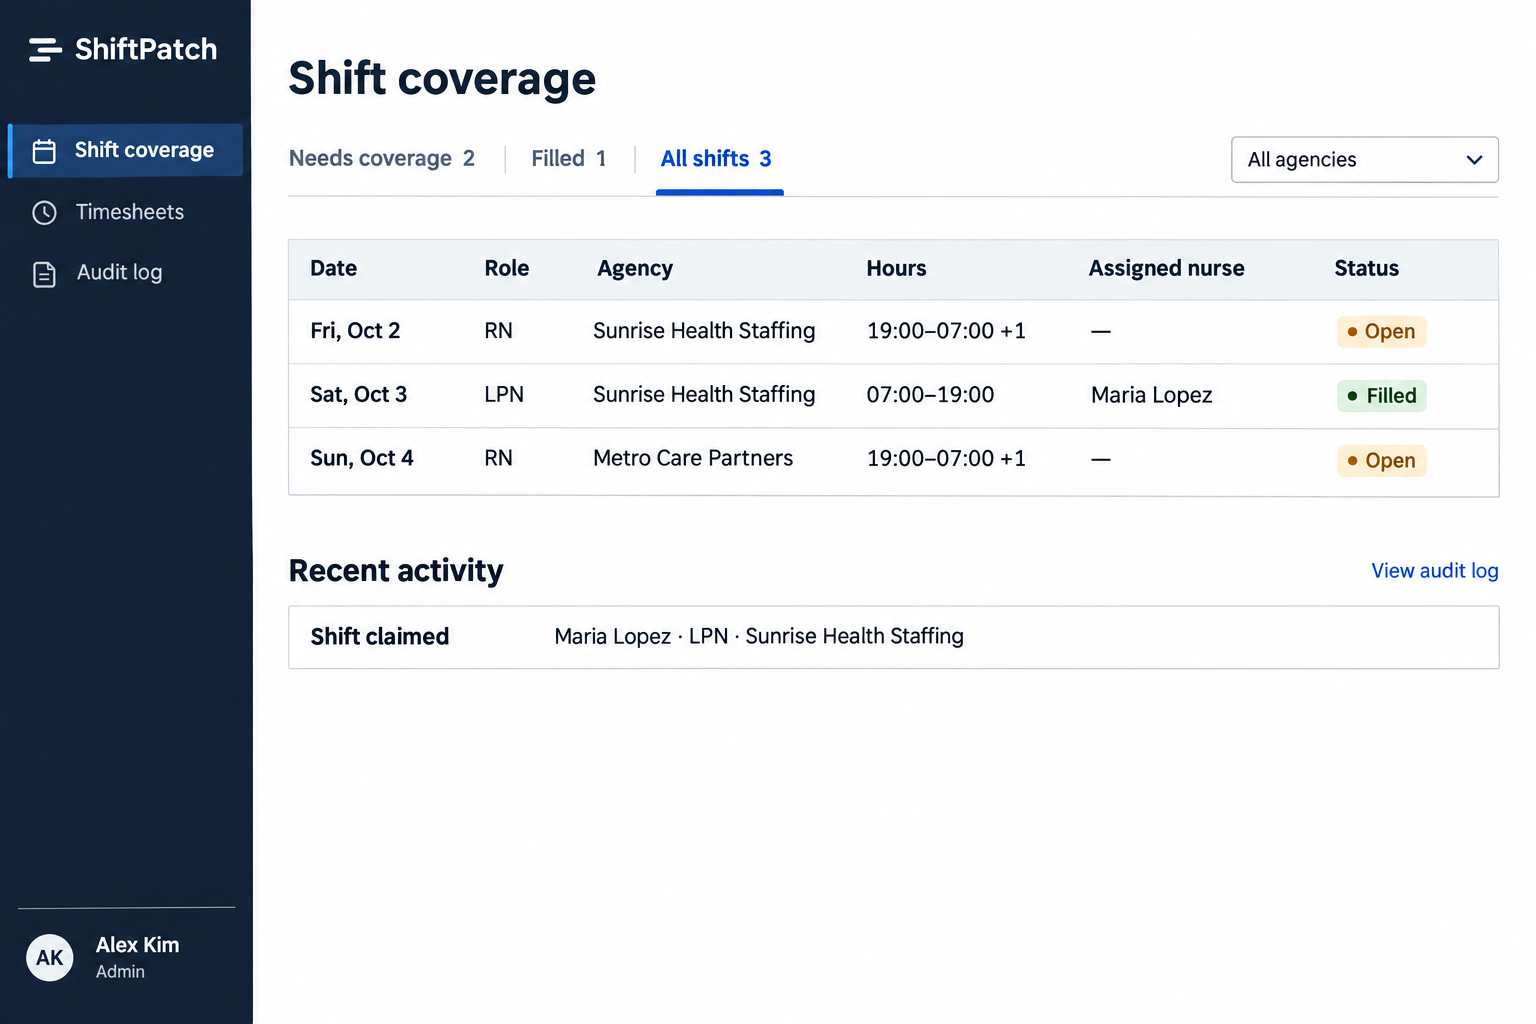 ShiftPatch
Shift coverage
Timesheets
Audit log
AK
Alex Kim
Admin
Shift coverage
Needs coverage 2 Filled 1 All shifts 3 All agencies
Date Role Agency Hours Assigned nurse Status
Fri, Oct 2 RN Sunrise Health Staffing 19:00–07:00 +1 — Open
Sat, Oct 3 LPN Sunrise Health Staffing 07:00–19:00 Maria Lopez Filled
Sun, Oct 4 RN Metro Care Partners 19:00–07:00 +1 — Open
Recent activity View audit log
Shift claimed Maria Lopez · LPN · Sunrise Health Staffing